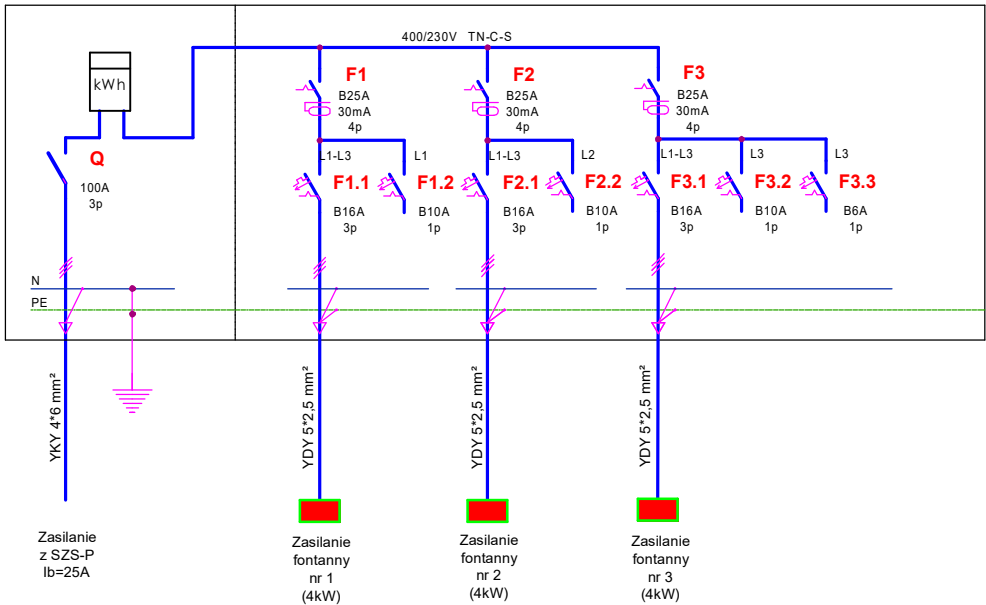 400/230V TN-C-S
kWh
Q
100A
3p
F1
B25A
30mA
4p
F2
B25A
30mA
4p
F3
B25A
30mA
4p
L1-L3
L1
L1-L3
L2
L1-L3
L3
L3
F1.1
B16A
3p
F1.2
B10A
1p
F2.1
B16A
3p
F2.2
B10A
1p
F3.1
B16A
3p
F3.2
B10A
1p
F3.3
B6A
1p
N
PE
YKY 4*6 mm²
YDY 5*2,5 mm²
YDY 5*2,5 mm²
YDY 5*2,5 mm²
Zasilanie
z SZS-P
Ib=25A
Zasilanie
fontanny
nr 1
(4kW)
Zasilanie
fontanny
nr 2
(4kW)
Zasilanie
fontanny
nr 3
(4kW)